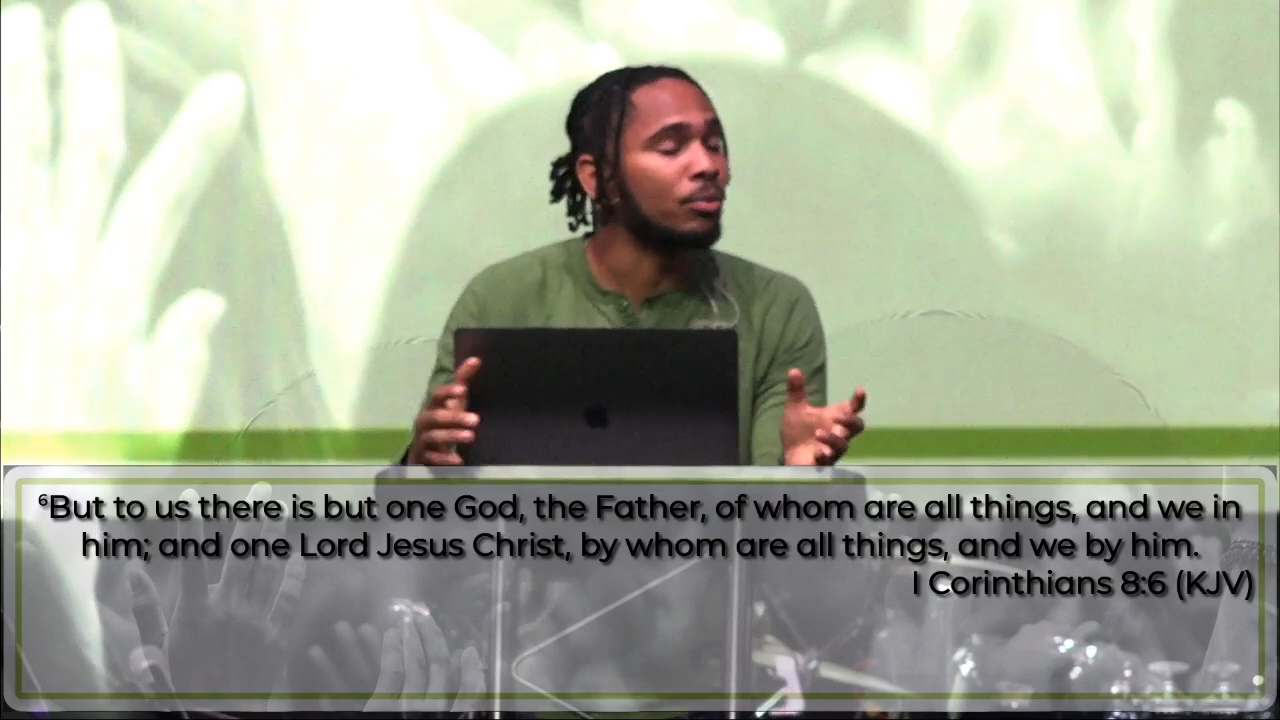 ⁶But to us there is but one God, the Father, of whom are all things, and we in
him; and one Lord Jesus Christ, by whom are all things, and we by him.
I Corinthians 8:6 (KJV)